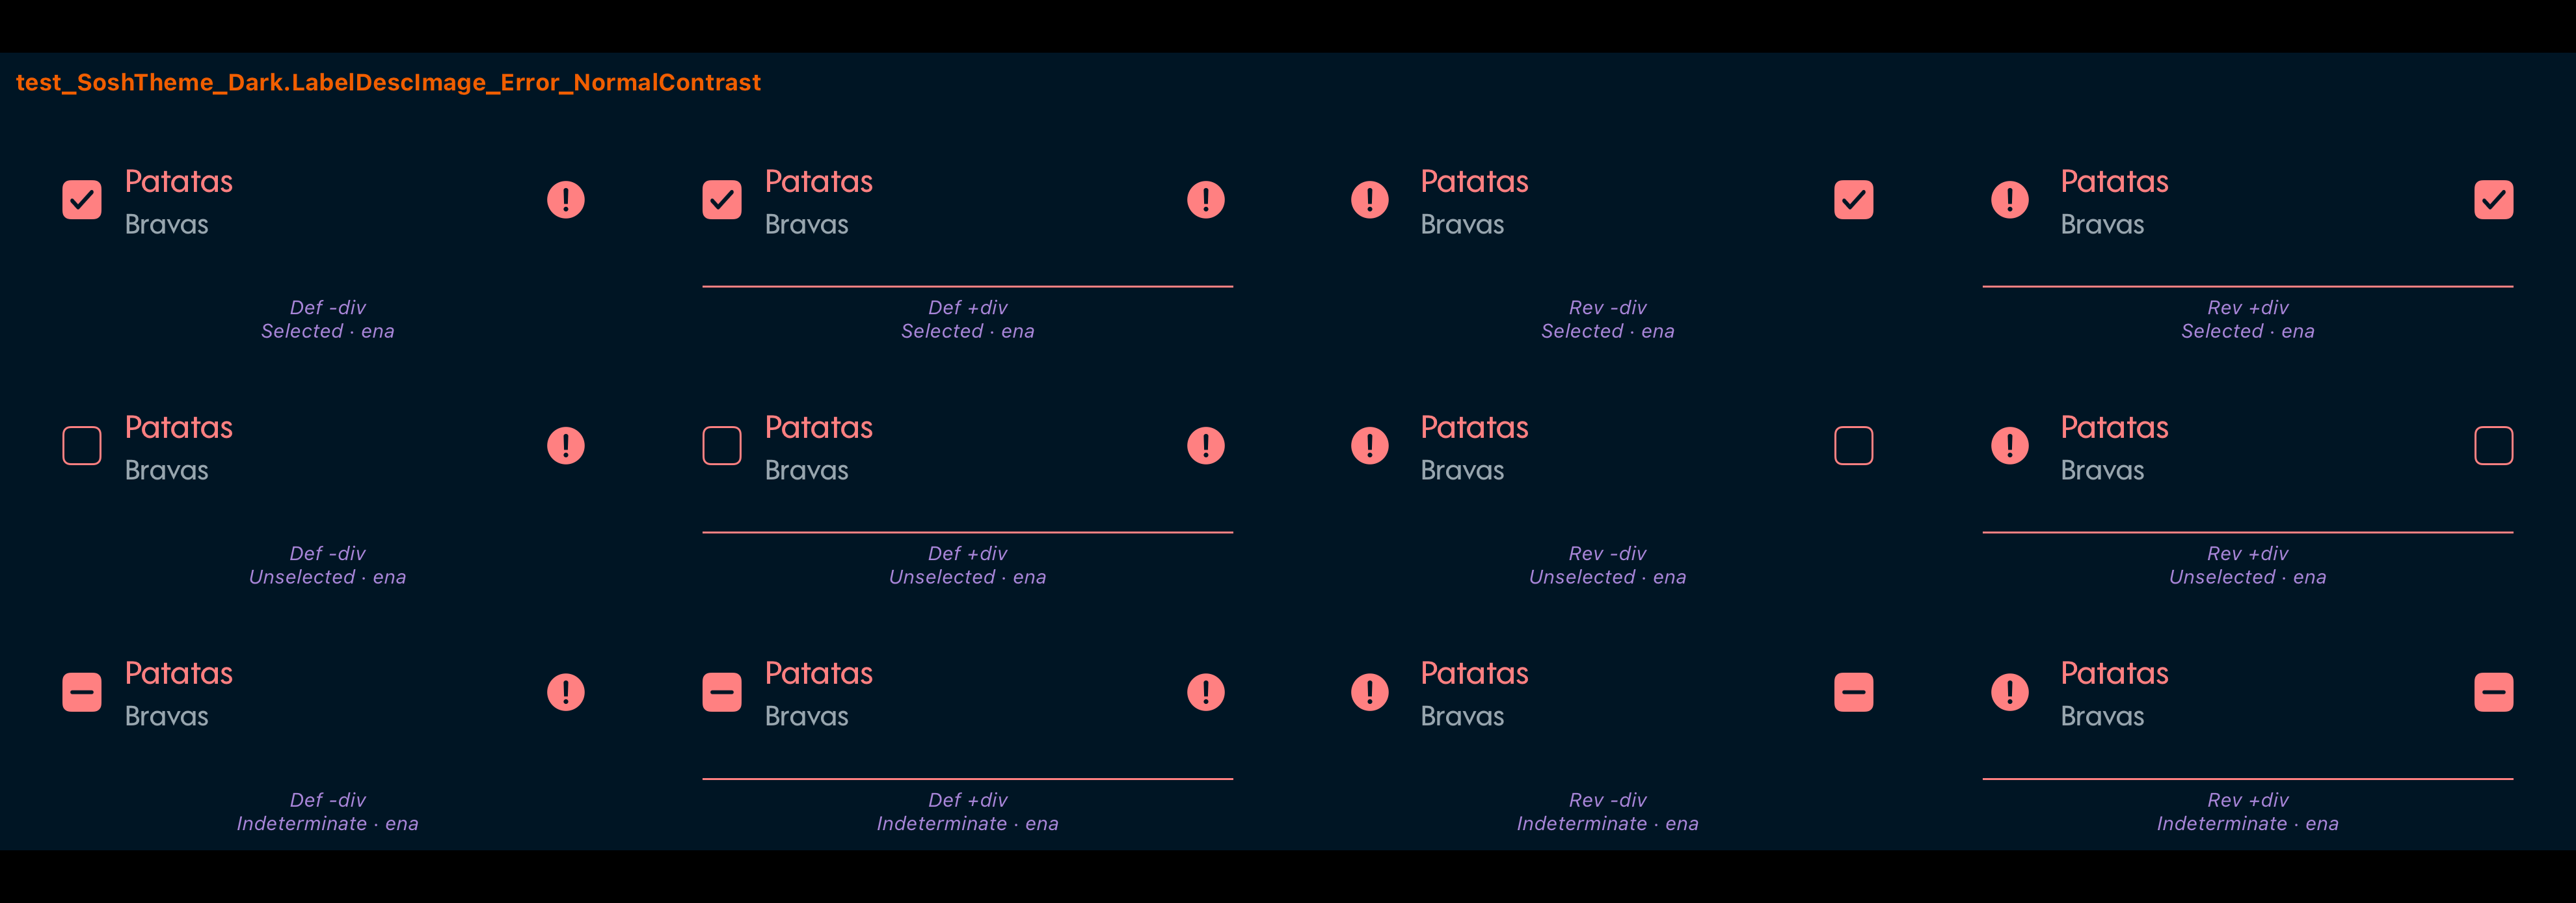 test_SoshTheme_Dark.LabelDescImage_Error_NormalContrast
Patatas
Bravas
Def -div
Selected · ena
Patatas
Bravas
Def +div
Selected · ena
Patatas
Bravas
Rev -div
Selected · ena
Patatas
Bravas
Rev +div
Selected · ena
Patatas
Bravas
Def -div
Unselected · ena
Patatas
Bravas
Def +div
Unselected · ena
Patatas
Bravas
Rev -div
Unselected · ena
Patatas
Bravas
Rev +div
Unselected · ena
Patatas
Bravas
Def -div
Indeterminate · ena
Patatas
Bravas
Def +div
Indeterminate · ena
Patatas
Bravas
Rev -div
Indeterminate · ena
Patatas
Bravas
Rev +div
Indeterminate · ena